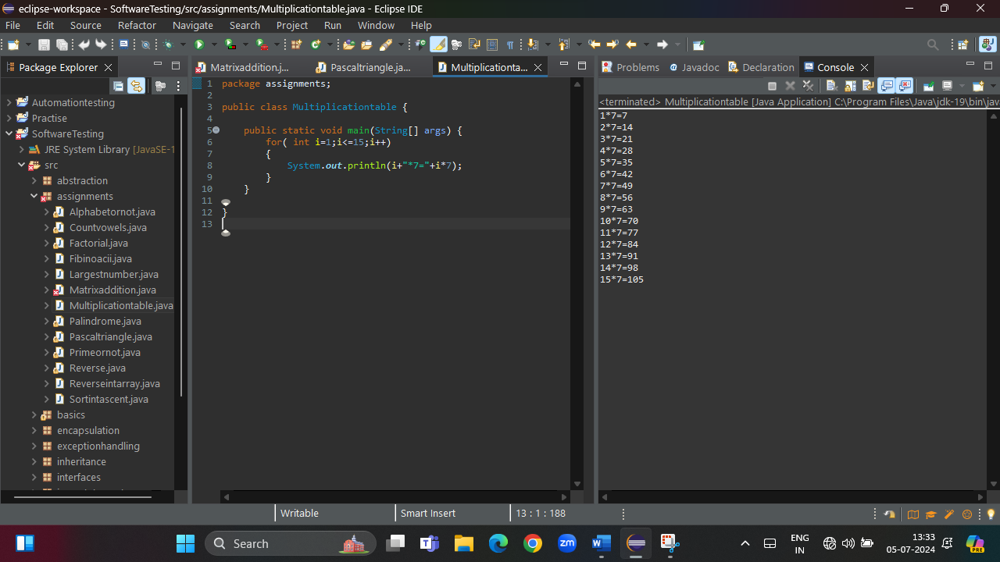 eclipse-workspace - SoftwareTesting/src/assignments/Multiplicationtable.java - Eclipse IDE
File Edit Source Refactor Navigate Search Project Run Window Help
Package Explorer
Automationtesting
Practise
SoftwareTesting
JRE System Library [JavaSE-1
src
abstraction
assignments
Alphabetornot.java
Countvowels.java
Factorial.java
Fibinoacii.java
Largestnumber.java
Matrixaddition.java
Multiplicationtable.java
Palindrome.java
Pascaltriangle.java
Primeornot.java
Reverse.java
Reverseintarray.java
Sortintascent.java
basics
encapsulation
exceptionhandling
inheritance
interfaces
Matrixaddition.j... Pascaltriangle.ja... Multiplicationta...
1 package assignments;
2
3 public class Multiplicationtable {
4
5 public static void main(String[] args) {
6 for( int i=1;i<=15;i++)
7 {
8 System.out.println(i+"*7="+i*7);
9 }
10 }
11
12 }
13
Problems Javadoc Declaration Console
<terminated> Multiplicationtable [Java Application] C:\Program Files\Java\jdk-19\bin\jav
1*7=7
2*7=14
3*7=21
4*7=28
5*7=35
6*7=42
7*7=49
8*7=56
9*7=63
10*7=70
11*7=77
12*7=84
13*7=91
14*7=98
15*7=105
Writable Smart Insert 13 : 1 : 188
Search
zm
ENG
IN
13:33
05-07-2024
PRE